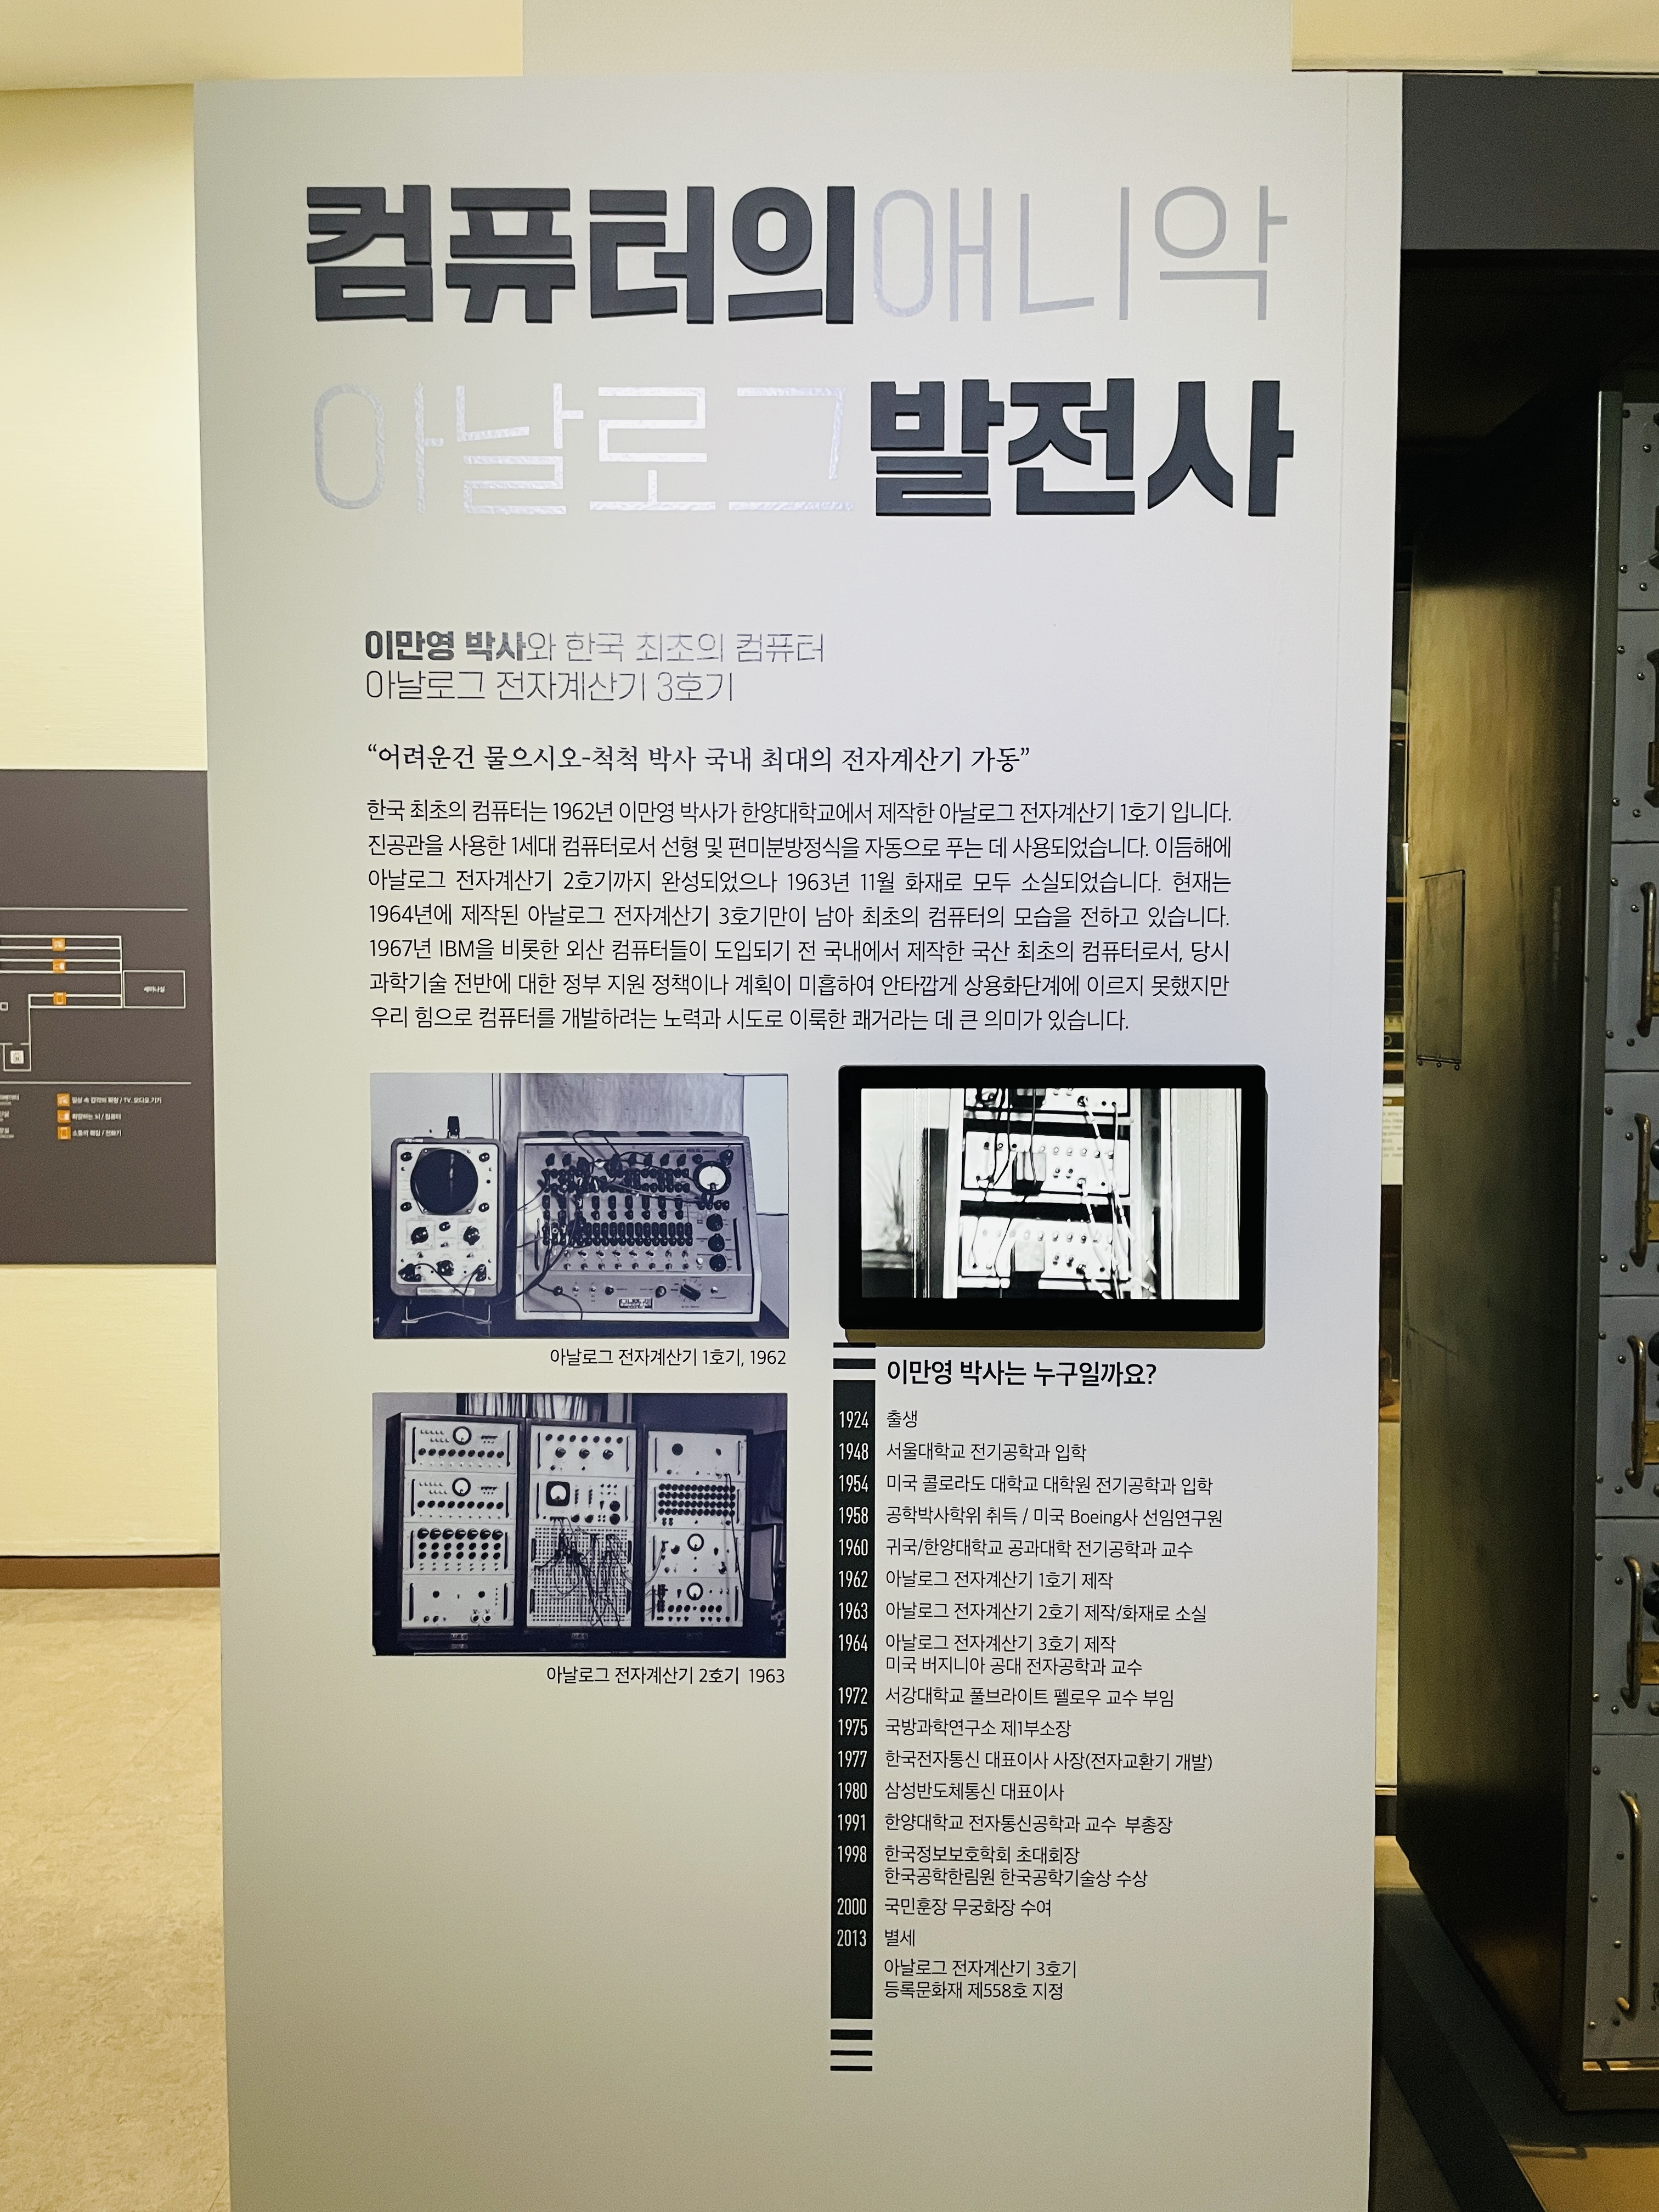 컴퓨터의애니악
아날로그발전사
이만영 박사와 한국 최초의 컴퓨터
아날로그 전자계산기 3호기
“어려운건 물으시오-척척 박사 국내 최대의 전자계산기 가동”
한국 최초의 컴퓨터는 1962년 이만영 박사가 한양대학교에서 제작한 아날로그 전자계산기 1호기 입니다.
진공관을 사용한 1세대 컴퓨터로서 선형 및 편미분방정식을 자동으로 푸는 데 사용되었습니다. 이듬해에
아날로그 전자계산기 2호기까지 완성되었으나 1963년 11월 화재로 모두 소실되었습니다. 현재는
1964년에 제작된 아날로그 전자계산기 3호기만이 남아 최초의 컴퓨터의 모습을 전하고 있습니다.
1967년 IBM을 비롯한 외산 컴퓨터들이 도입되기 전 국내에서 제작한 국산 최초의 컴퓨터로서, 당시
과학기술 전반에 대한 정부 지원 정책이나 계획이 미흡하여 안타깝게 상용화단계에 이르지 못했지만
우리 힘으로 컴퓨터를 개발하려는 노력과 시도로 이룩한 쾌거라는 데 큰 의미가 있습니다.
아날로그 전자계산기 1호기, 1962
아날로그 전자계산기 2호기 1963
이만영 박사는 누구일까요?
1924 출생
1948 서울대학교 전기공학과 입학
1954 미국 콜로라도 대학교 대학원 전기공학과 입학
1958 공학박사학위 취득 / 미국 Boeing사 선임연구원
1960 귀국/한양대학교 공과대학 전기공학과 교수
1962 아날로그 전자계산기 1호기 제작
1963 아날로그 전자계산기 2호기 제작/화재로 소실
1964 아날로그 전자계산기 3호기 제작
미국 버지니아 공대 전자공학과 교수
1972 서강대학교 풀브라이트 펠로우 교수 부임
1975 국방과학연구소 제1부소장
1977 한국전자통신 대표이사 사장(전자교환기 개발)
1980 삼성반도체통신 대표이사
1991 한양대학교 전자통신공학과 교수 부총장
1998 한국정보보호학회 초대회장
한국공학한림원 한국공학기술상 수상
2000 국민훈장 무궁화장 수여
2013 별세
아날로그 전자계산기 3호기
등록문화재 제558호 지정
세미나실